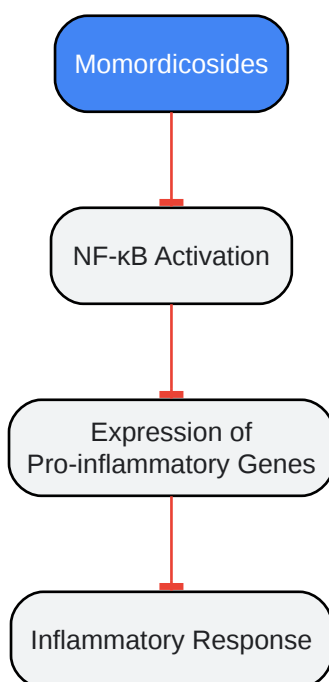 Momordicosides
NF-κB Activation
Expression of
Pro-inflammatory Genes
Inflammatory Response